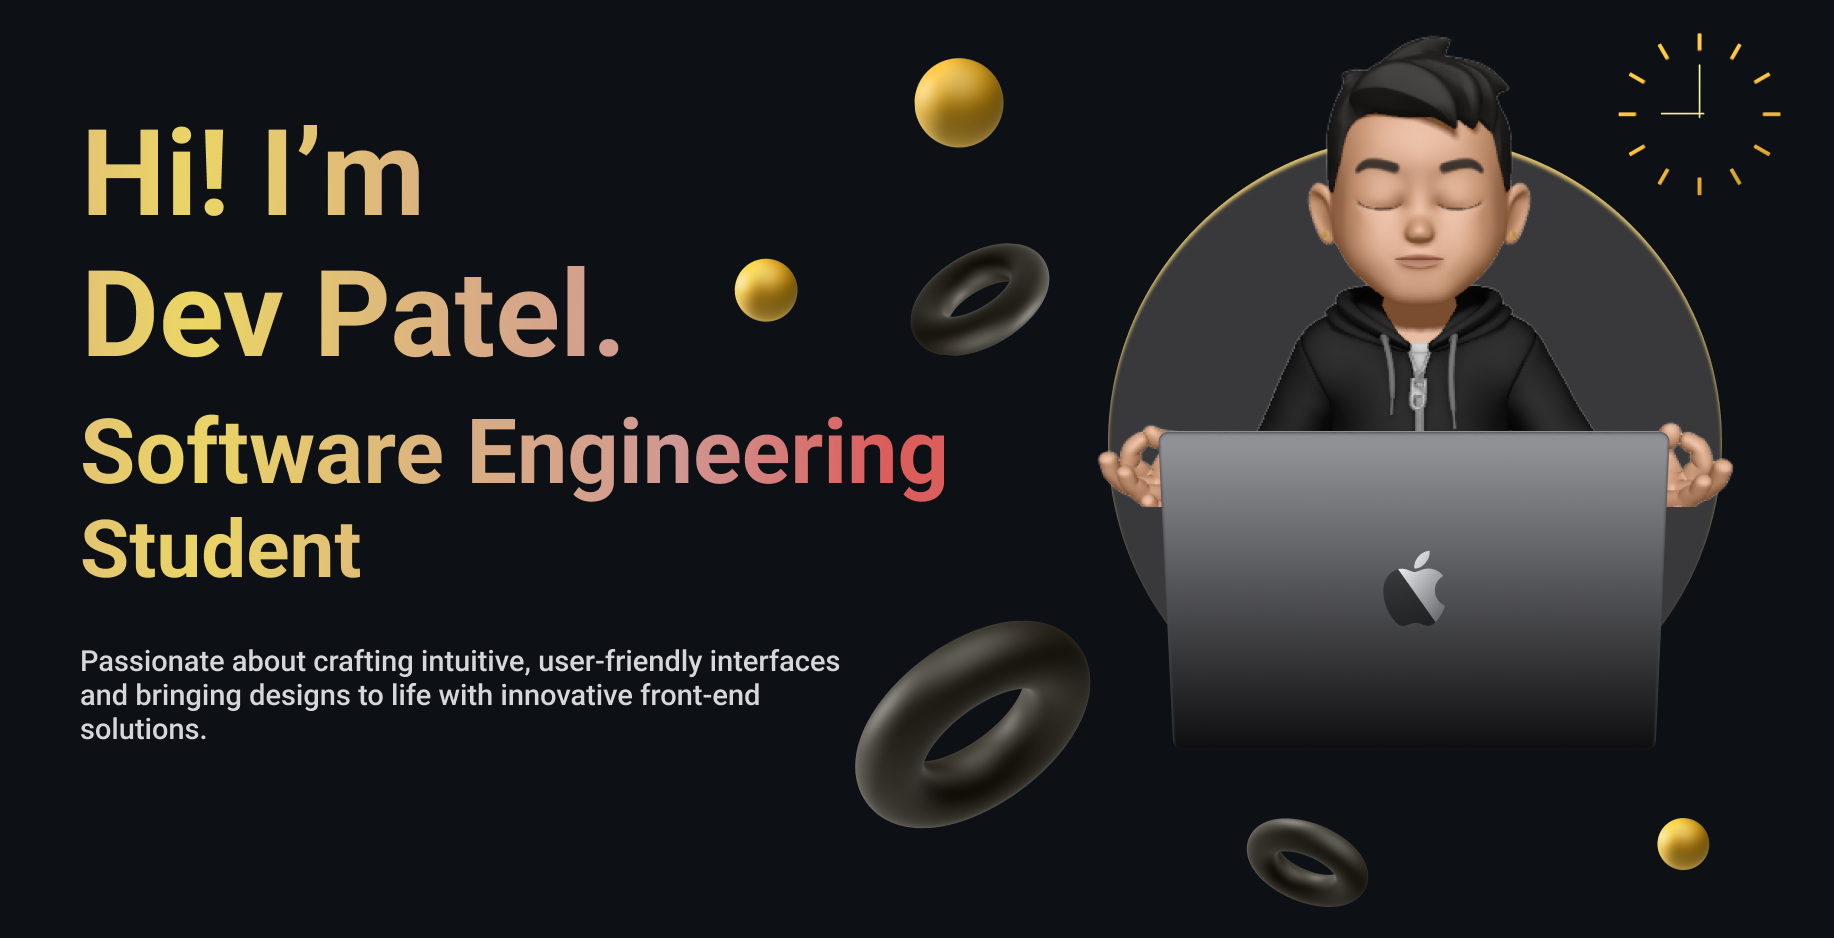 Hi! I’m
Dev Patel.
Software Engineering
Student
Passionate about crafting intuitive, user-friendly interfaces
and bringing designs to life with innovative front-end
solutions.